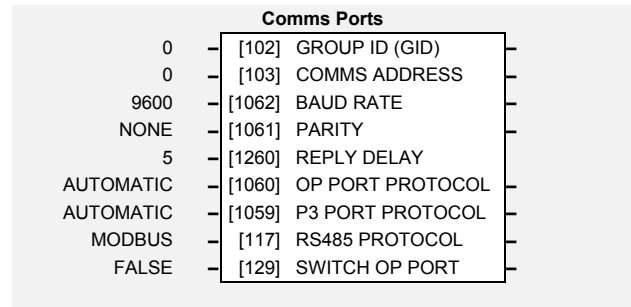 Comms Ports
0 – [102] GROUP ID (GID) –
0 – [103] COMMS ADDRESS –
9600 – [1062] BAUD RATE –
NONE – [1061] PARITY –
5 – [1260] REPLY DELAY –
AUTOMATIC – [1060] OP PORT PROTOCOL –
AUTOMATIC – [1059] P3 PORT PROTOCOL –
MODBUS – [117] RS485 PROTOCOL –
FALSE – [129] SWITCH OP PORT –